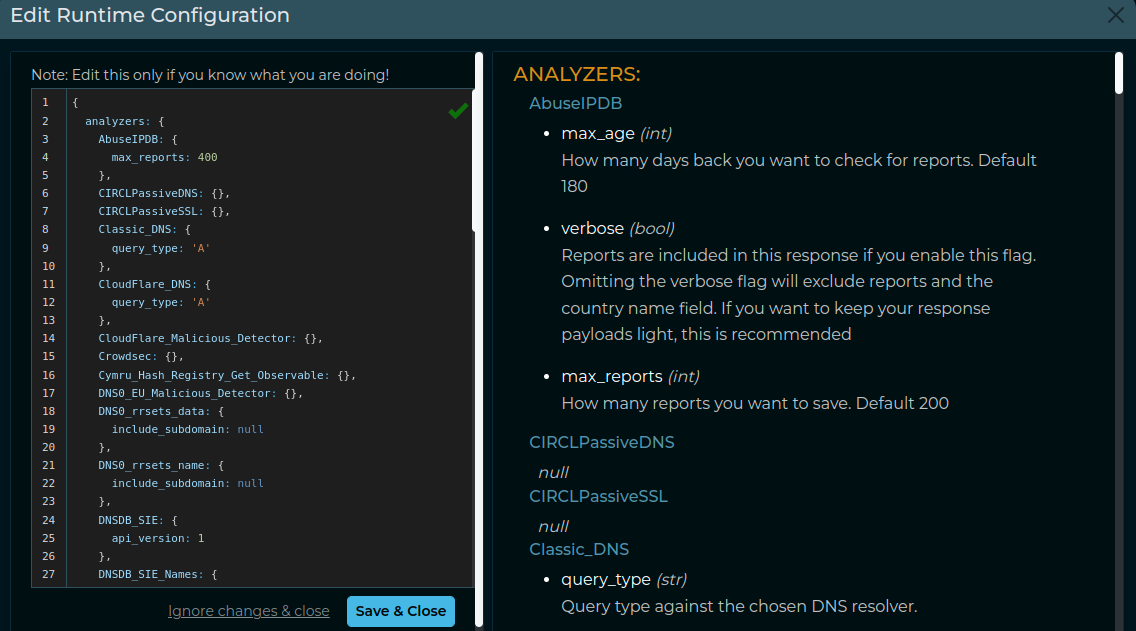 Edit Runtime Configuration
Note: Edit this only if you know what you are doing!
1 {
2 analyzers: {
3 AbuseIPDB: {
4 max_reports: 400
5 },
6 CIRCLPassiveDNS: {},
7 CIRCLPassiveSSL: {},
8 Classic_DNS: {
9 query_type: 'A'
10 },
11 CloudFlare_DNS: {
12 query_type: 'A'
13 },
14 CloudFlare_Malicious_Detector: {},
15 Crowdsec: {},
16 Cymru_Hash_Registry_Get_Observable: {},
17 DNS0_EU_Malicious_Detector: {},
18 DNS0_rrsets_data: {
19 include_subdomain: null
20 },
21 DNS0_rrsets_name: {
22 include_subdomain: null
23 },
24 DNSDB_SIE: {
25 api_version: 1
26 },
27 DNSDB_SIE_Names: {
Ignore changes & close
Save & Close
ANALYZERS:
AbuseIPDB
• max_age (int)
How many days back you want to check for reports. Default
180
• verbose (bool)
Reports are included in this response if you enable this flag.
Omitting the verbose flag will exclude reports and the
country name field. If you want to keep your response
payloads light, this is recommended
• max_reports (int)
How many reports you want to save. Default 200
CIRCLPassiveDNS
null
CIRCLPassiveSSL
null
Classic_DNS
• query_type (str)
Query type against the chosen DNS resolver.